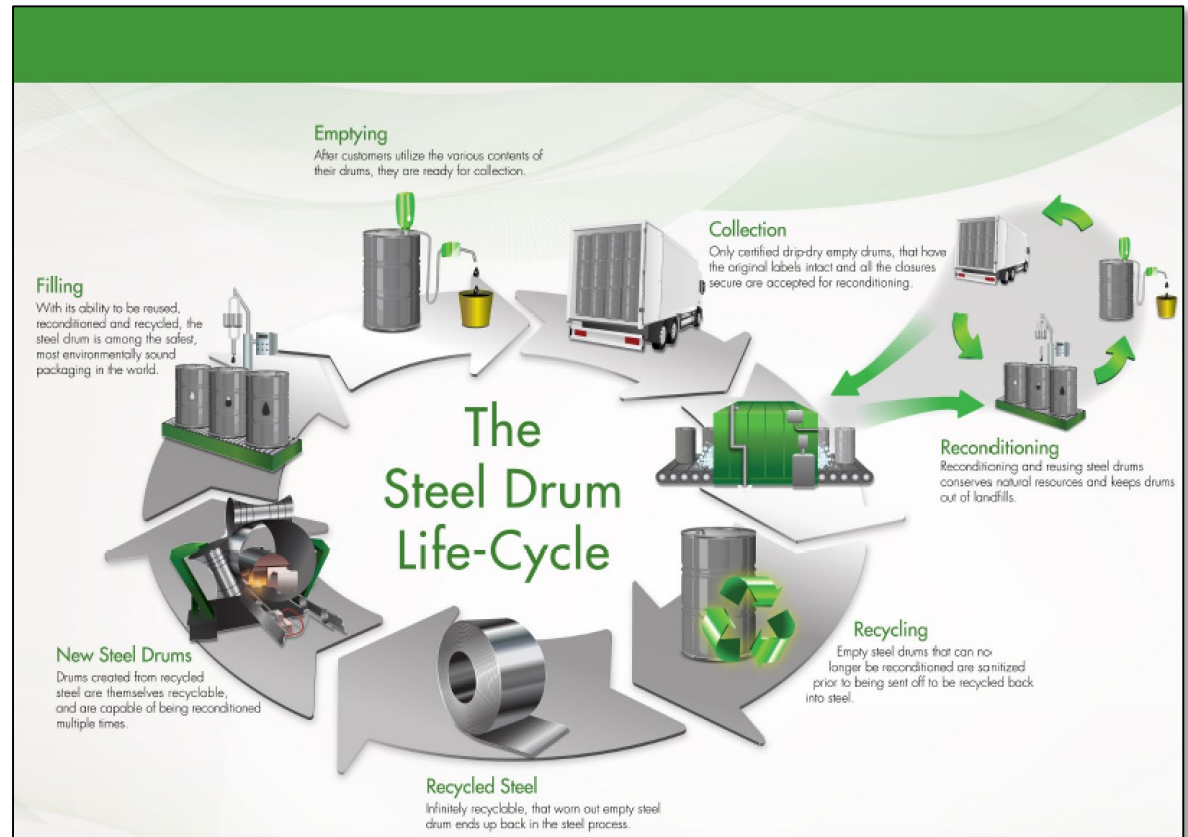 Emptying
After customers utilize the various contents of
their drums, they are ready for collection.
Collection
Only certified drip-dry empty drums, that have
the original labels intact and all the closures
secure are accepted for reconditioning.
Filling
With its ability to be reused,
reconditioned and recycled, the
steel drum is among the safest,
most environmentally sound
packaging in the world.
The
Steel Drum
Life-Cycle
Reconditioning
Reconditioning and reusing steel drums
conserves natural resources and keeps drums
out of landfills.
Recycling
Empty steel drums that can no
longer be reconditioned are sanitized
prior to being sent off to be recycled back
into steel.
New Steel Drums
Drums created from recycled
steel are themselves recyclable,
and are capable of being reconditioned
multiple times.
Recycled Steel
Infinitely recyclable, that worn out empty steel
drum ends up back in the steel process.